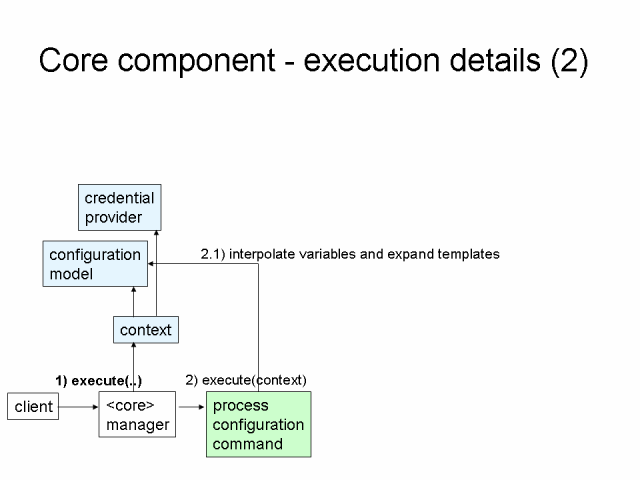 Core component - execution details (2)
credential
provider
configuration
model
2.1) interpolate variables and expand templates
context
1) execute(..)
2) execute(context)
client
<core>
manager
process
configuration
command